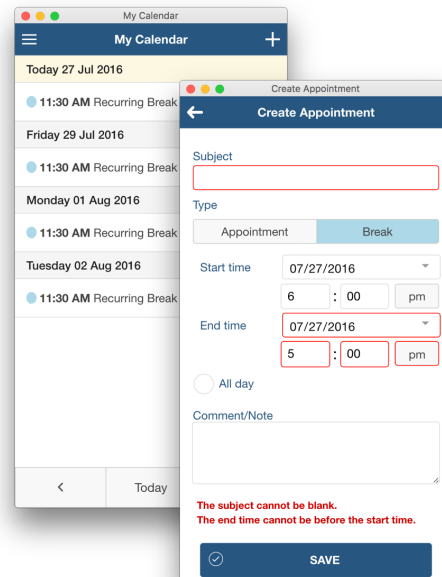 My Calendar
My Calendar
Today 27 Jul 2016
11:30 AM Recurring Break
Friday 29 Jul 2016
11:30 AM Recurring Break
Monday 01 Aug 2016
11:30 AM Recurring Break
Tuesday 02 Aug 2016
11:30 AM Recurring Break
Today
Create Appointment
Create Appointment
Subject
Type
Appointment Break
Start time 07/27/2016
6 : 00 pm
End time 07/27/2016
5 : 00 pm
All day
Comment/Note
The subject cannot be blank.
The end time cannot be before the start time.
SAVE